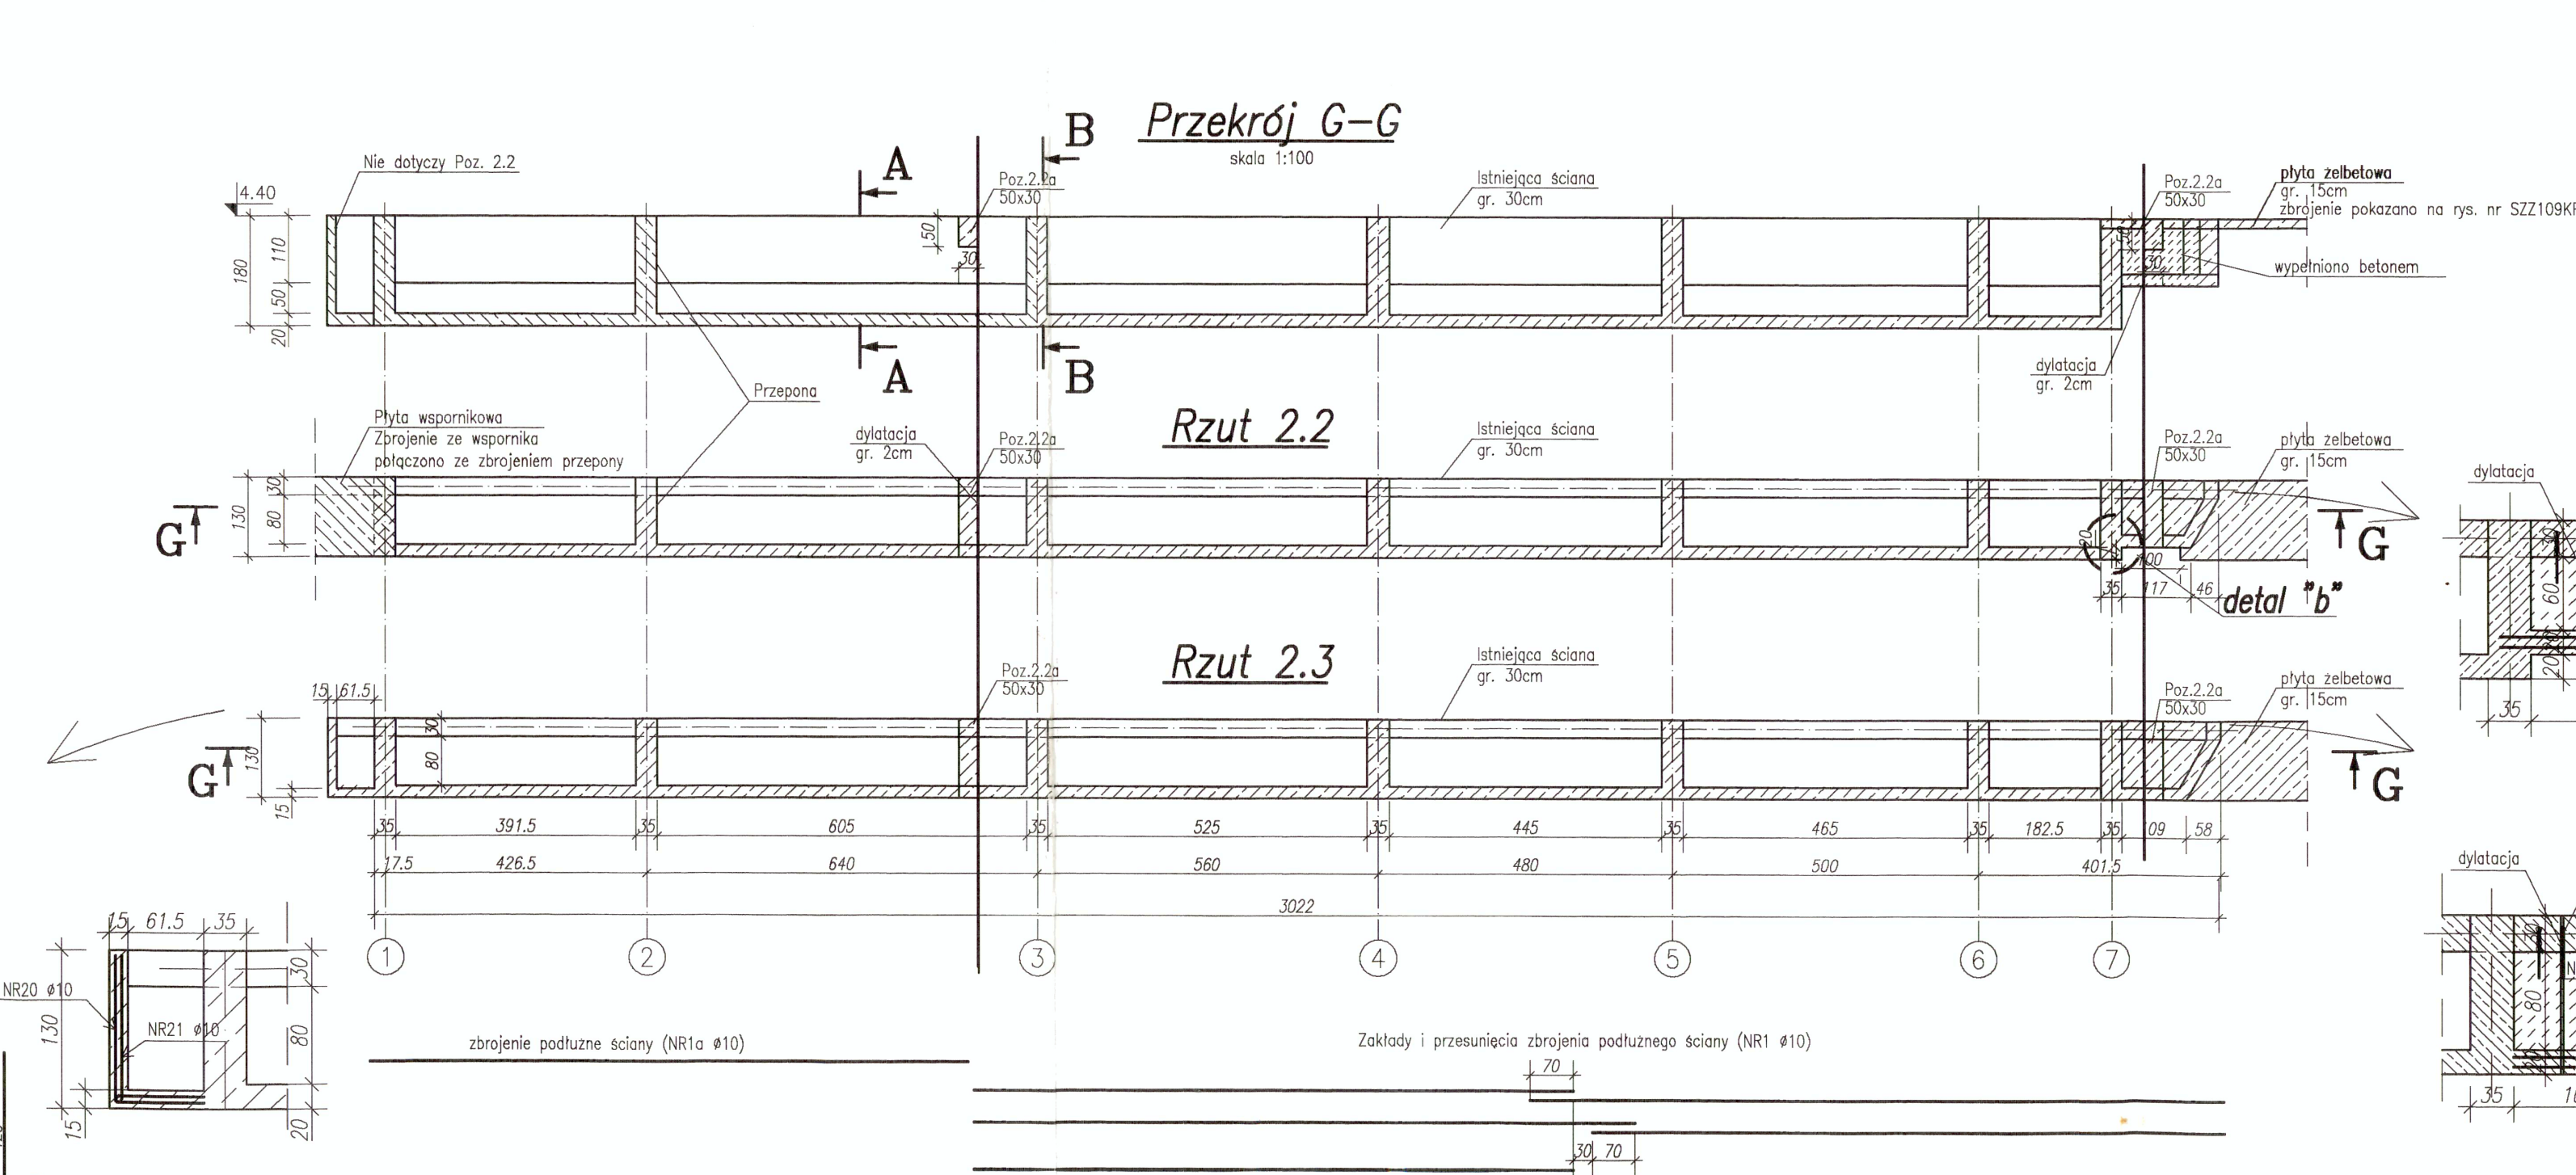 Przekrój G-G
skala 1:100
B
A
Nie dotyczy Poz. 2.2
Poz.2.2a
50x30
Istniejąca ściana
gr. 30cm
Poz.2.2a
50x30
płyta żelbetowa
gr. 15cm
zbrojenie pokazano na rys. nr SZZ109K
4.40
180
110
50
20
50
30
50
30
wypełniono betonem
A
B
dylatacja
gr. 2cm
Przepona
Rzut 2.2
Płyta wspornikowa
Zbrojenie ze wspornika
połączono ze zbrojeniem przepony
dylatacja
gr. 2cm
Poz.2.2a
50x30
Istniejąca ściana
gr. 30cm
Poz.2.2a
50x30
płyta żelbetowa
gr. 15cm
dylatacja
G
130
30
80
20
100
35
117
46
G
detal "b"
60
20
35
Rzut 2.3
15
61.5
Poz.2.2a
50x30
Istniejąca ściana
gr. 30cm
Poz.2.2a
50x30
płyta żelbetowa
gr. 15cm
G
130
30
80
15
G
35
391.5
35
605
35
525
35
445
35
465
35
182.5
35
109
58
17.5
426.5
640
560
480
500
401.5
3022
1
2
3
4
5
6
7
15
61.5
35
NR20 ø10
NR21 ø10
130
15
30
80
20
zbrojenie podłużne ściany (NR1a ø10)
Zakłady i przesunięcia zbrojenia podłużnego ściany (NR1 ø10)
70
30
70
dylatacja
30
80
35